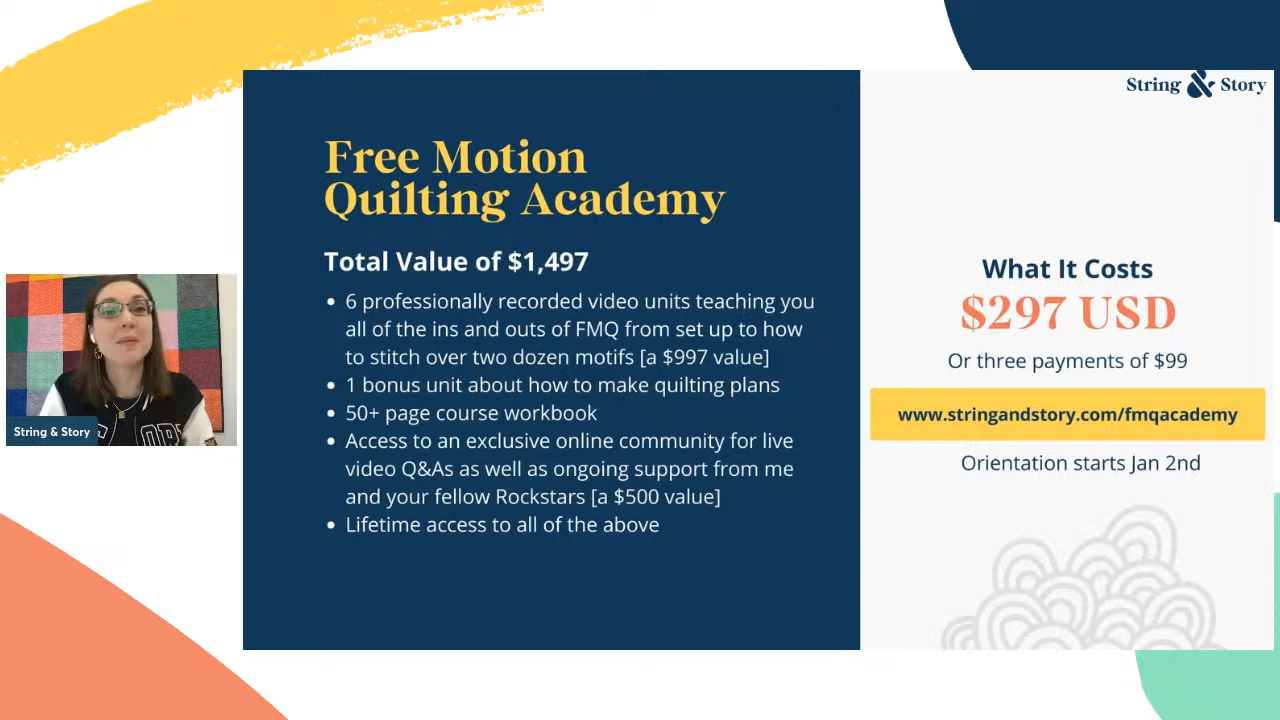 String & Story
Free Motion
Quilting Academy
Total Value of $1,497
• 6 professionally recorded video units teaching you
all of the ins and outs of FMQ from set up to how
to stitch over two dozen motifs [a $997 value]
• 1 bonus unit about how to make quilting plans
• 50+ page course workbook
• Access to an exclusive online community for live
video Q&As as well as ongoing support from me
and your fellow Rockstars [a $500 value]
• Lifetime access to all of the above
What It Costs
$297 USD
Or three payments of $99
www.stringandstory.com/fmqacademy
Orientation starts Jan 2nd
String & Story